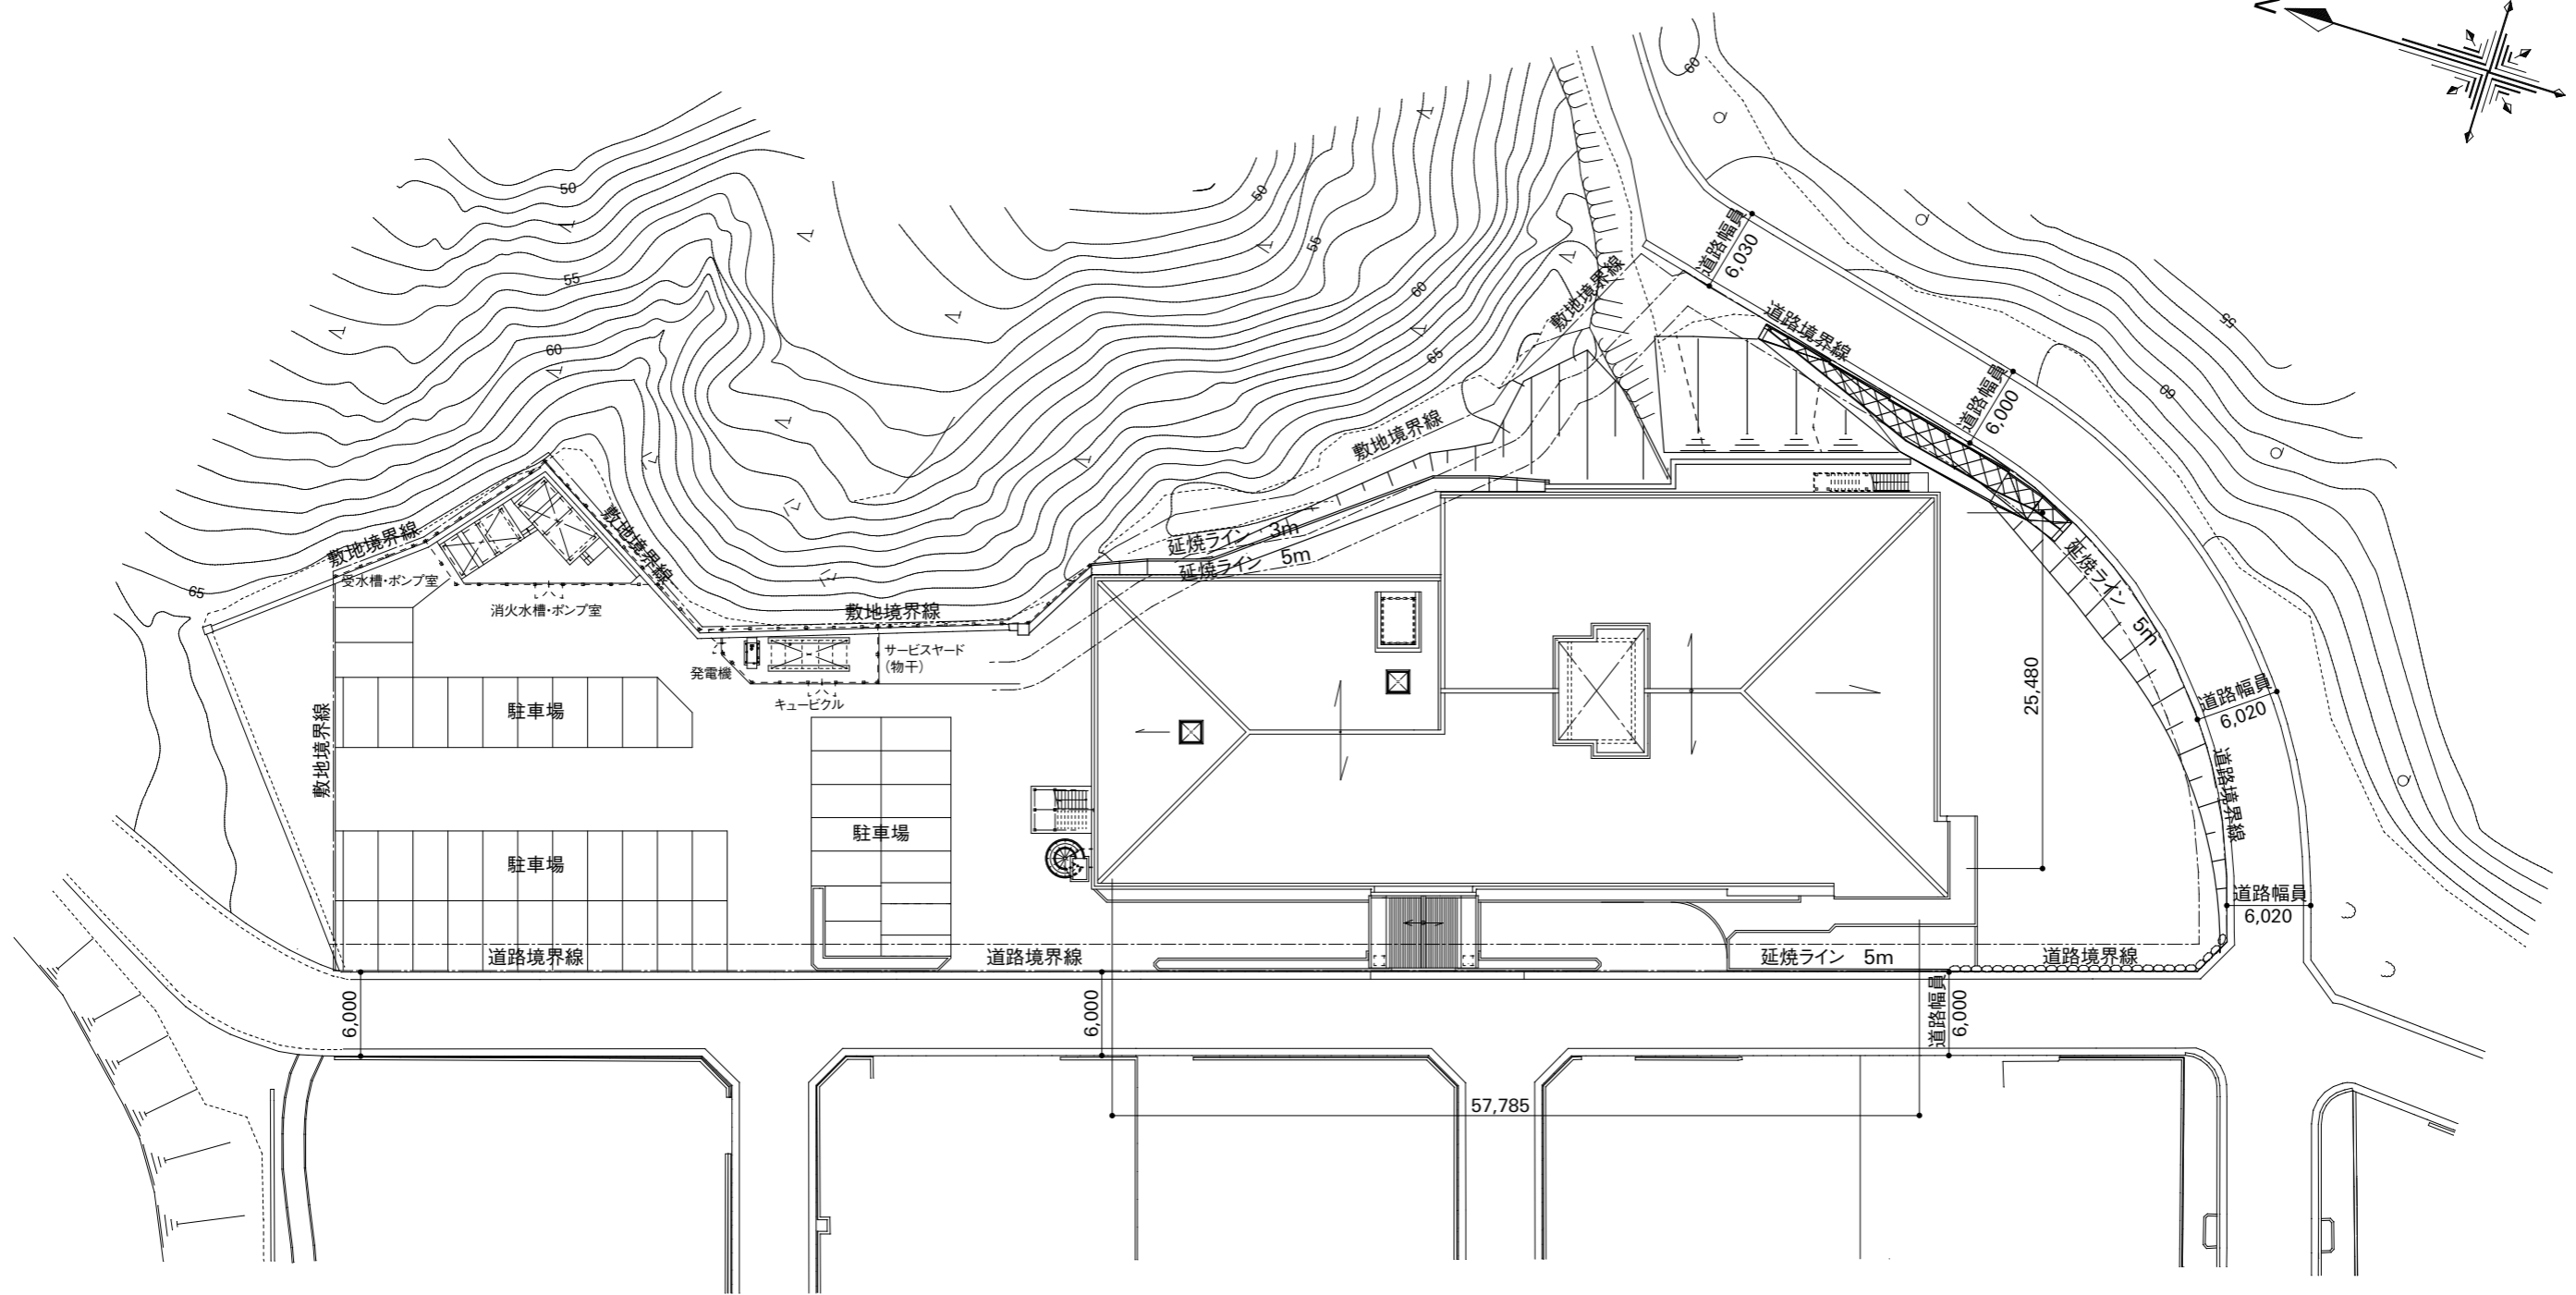 60
50
50
55
55
60
60
65
55
60
65
道路幅員
6,030
敷地境界線
道路境界線
道路幅員
6,000
敷地境界線
敷地境界線
敷地境界線
延焼ライン 3m
延焼ライン 5m
延焼ライン 5m
受水槽・ポンプ室
消火水槽・ポンプ室
敷地境界線
サービスヤード
(物干)
発電機
キュービクル
25,480
道路幅員
6,020
敷地境界線
駐車場
道路境界線
駐車場
駐車場
道路幅員
6,020
道路境界線
道路境界線
延焼ライン 5m
道路境界線
6,000
6,000
道路幅員
6,000
57,785